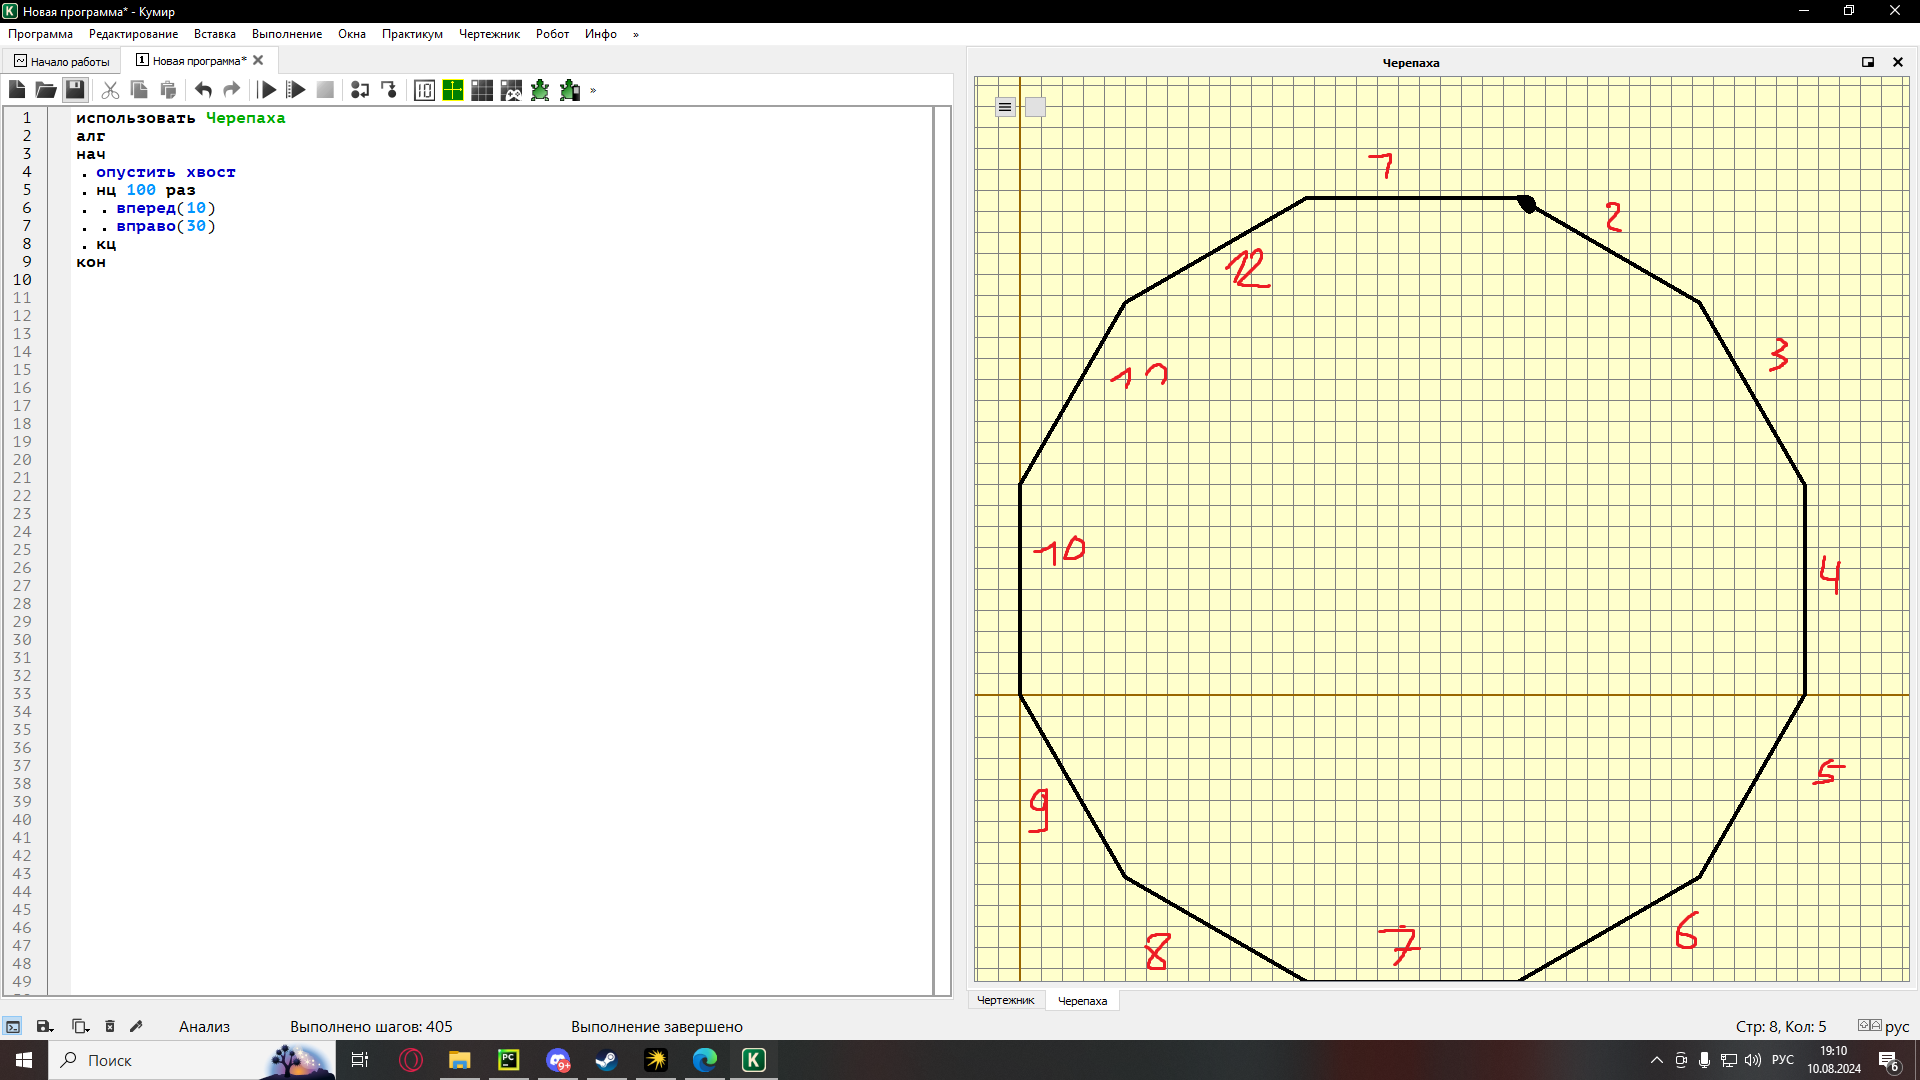 Новая программа* - Кумир
Программа Редактирование Вставка Выполнение Окна Практикум Чертежник Робот Инфо »
Начало работы
1 Новая программа*
Черепаха
»
1 использовать Черепаха
2 алг
3 нач
4 . опустить хвост
5 . нц 100 раз
6 . . вперед(10)
7 . . вправо(30)
8 . кц
9 кон
10
11
12
13
14
15
16
17
18
19
20
21
22
23
24
25
26
27
28
29
30
31
32
33
34
35
36
37
38
39
40
41
42
43
44
45
46
47
48
49
1
2
12
3
11
10
4
5
9
6
7
8
Чертежник Черепаха
Анализ Выполнено шагов: 405 Выполнение завершено Стр: 8, Кол: 5 рус
Поиск
PC
9+
K
РУС
19:10
10.08.2024
6